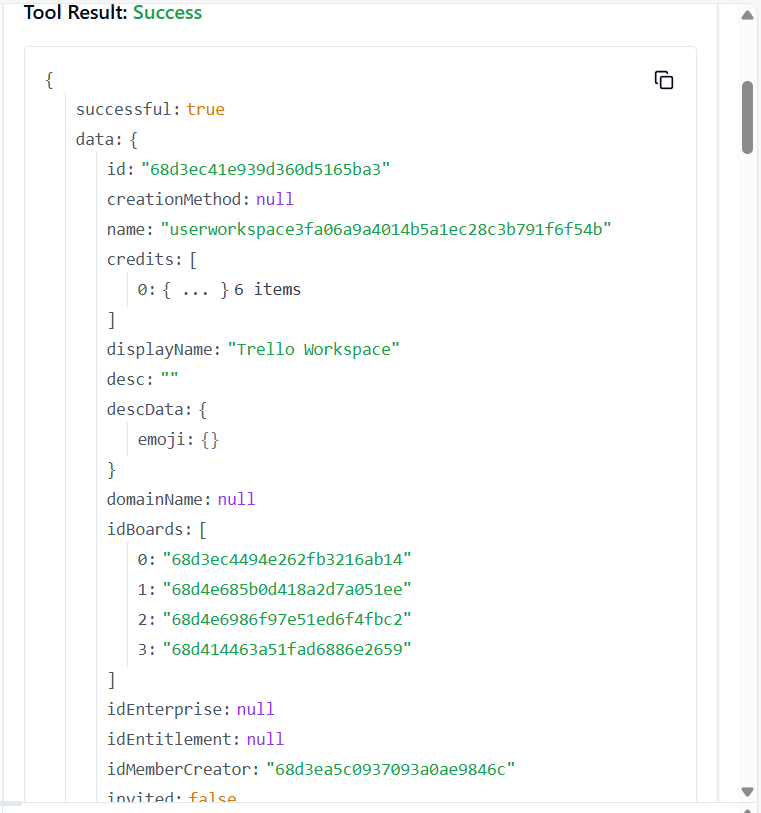 Tool Result: Success
{
successful: true
data: {
id: "68d3ec41e939d360d5165ba3"
creationMethod: null
name: "userworkspace3fa06a9a4014b5a1ec28c3b791f6f54b"
credits: [
0: { ... } 6 items
]
displayName: "Trello Workspace"
desc: ""
descData: {
emoji: {}
}
domainName: null
idBoards: [
0: "68d3ec4494e262fb3216ab14"
1: "68d4e685b0d418a2d7a051ee"
2: "68d4e6986f97e51ed6f4fbc2"
3: "68d414463a51fad6886e2659"
]
idEnterprise: null
idEntitlement: null
idMemberCreator: "68d3ea5c0937093a0ae9846c"
invited: false